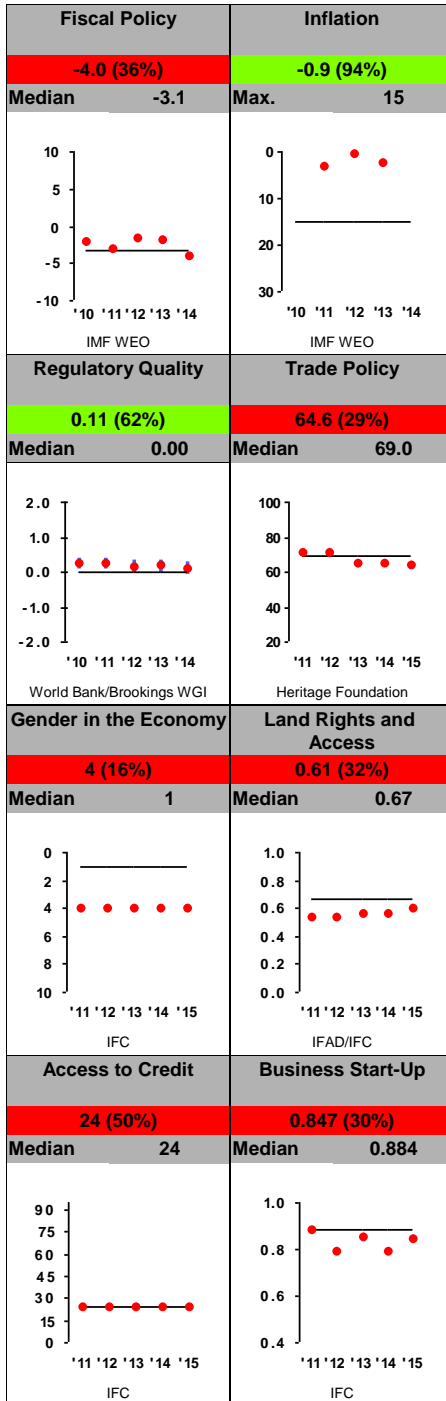 Fiscal Policy
-4.0 (36%)
Median -3.1
10
5
0
-5
-10
'10 '11 '12 '13 '14
IMF WEO
Inflation
-0.9 (94%)
Max. 15
0
10
20
30
'10 '11 '12 '13 '14
IMF WEO
Regulatory Quality
0.11 (62%)
Median 0.00
2.0
1.0
0.0
-1.0
-2.0
'10 '11 '12 '13 '14
World Bank/Brookings WGI
Trade Policy
64.6 (29%)
Median 69.0
100
80
60
40
20
'11 '12 '13 '14 '15
Heritage Foundation
Gender in the Economy
4 (16%)
Median 1
0
2
4
6
8
10
'11 '12 '13 '14 '15
IFC
Land Rights and
Access
0.61 (32%)
Median 0.67
1.0
0.8
0.6
0.4
0.2
0.0
'11 '12 '13 '14 '15
IFAD/IFC
Access to Credit
24 (50%)
Median 24
90
75
60
45
30
15
0
'11 '12 '13 '14 '15
IFC
Business Start-Up
0.847 (30%)
Median 0.884
1.0
0.8
0.6
0.4
'11 '12 '13 '14 '15
IFC